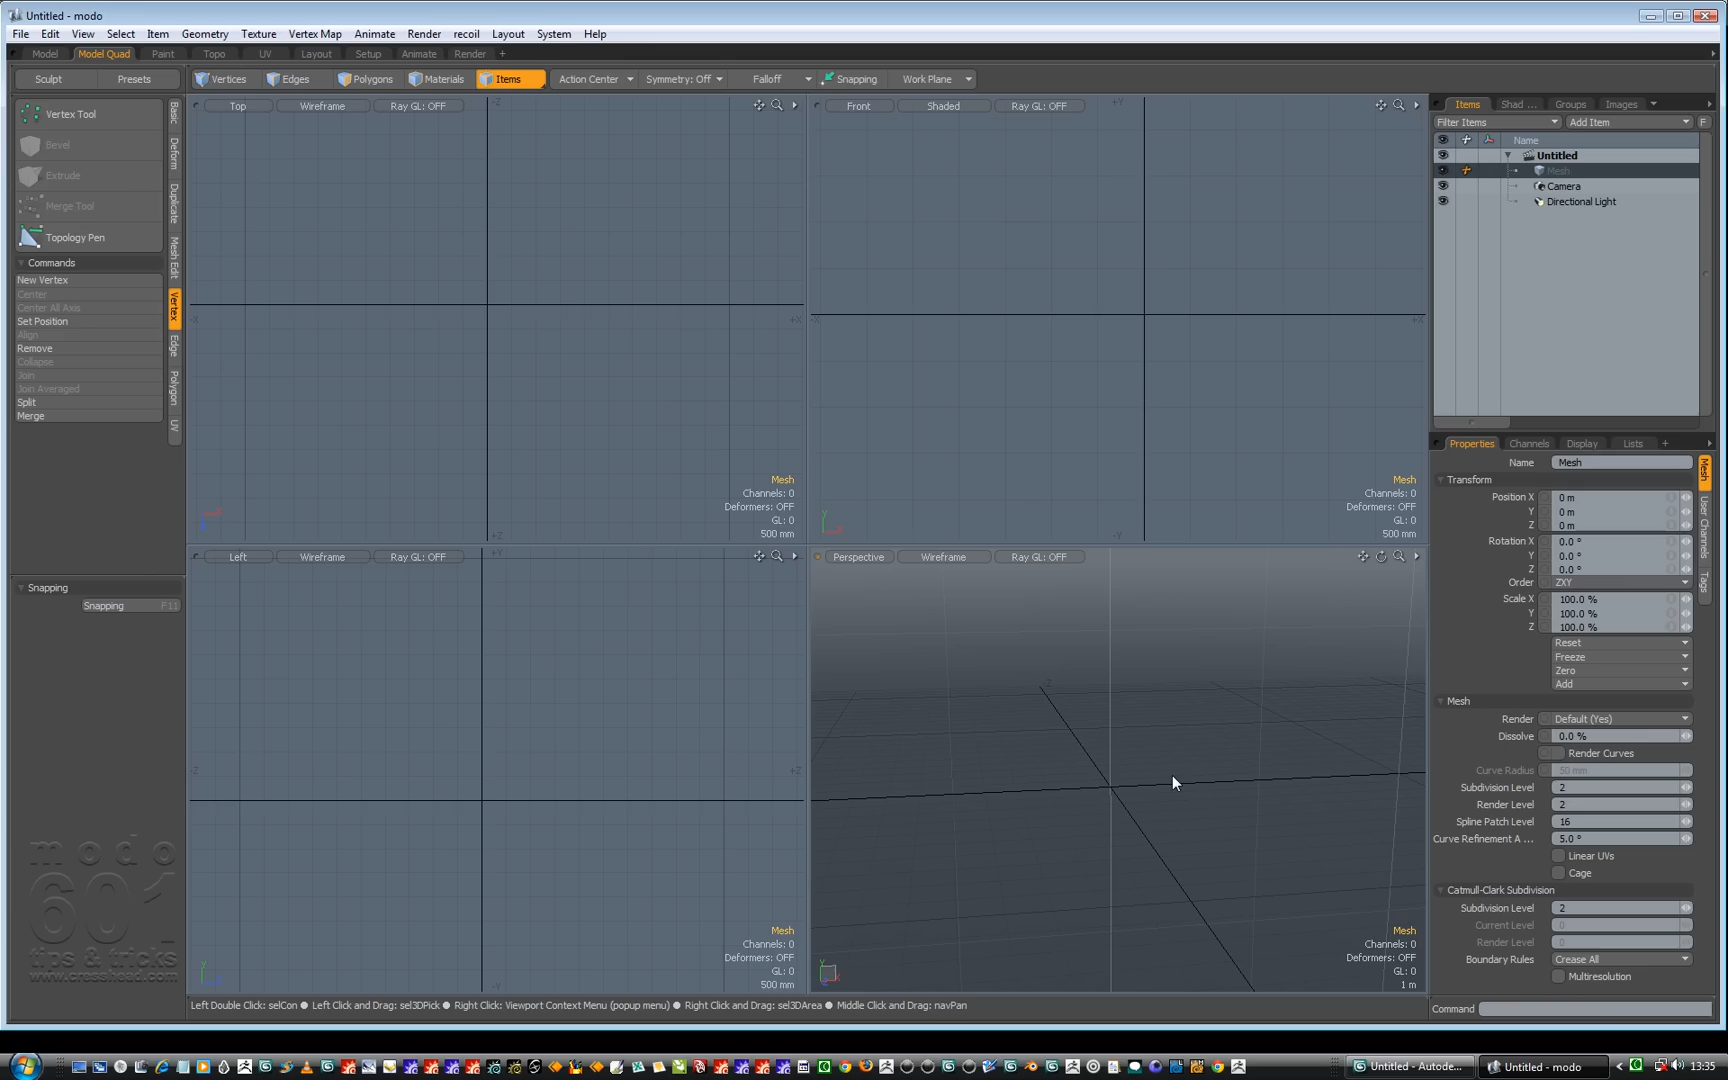 Untitled - modo
File Edit View Select Item Geometry Texture Vertex Map Animate Render recoil Layout System Help
Model Model Quad Paint Topo UV Layout Setup Animate Render +
Sculpt Presets Vertices Edges Polygons Materials Items Action Center Symmetry: Off Falloff Snapping Work Plane
Vertex Tool
Bevel
Extrude
Merge Tool
Topology Pen
Commands
New Vertex
Center
Center All Axis
Set Position
Align
Remove
Collapse
Join
Join Averaged
Split
Merge
Basic
Deform
Duplicate
Mesh Edit
Vertex
Edge
Polygon
UV
Snapping
Snapping F11
modo
601
tips & tricks
www.cresshead.com
Top Wireframe Ray GL: OFF
-Z
-X
+X
+Z
Mesh
Channels: 0
Deformers: OFF
GL: 0
500 mm
Front Shaded Ray GL: OFF
+Y
-X
+X
-Y
Mesh
Channels: 0
Deformers: OFF
GL: 0
500 mm
Left Wireframe Ray GL: OFF
+Y
-Z
+Z
-Y
Mesh
Channels: 0
Deformers: OFF
GL: 0
500 mm
Perspective Wireframe Ray GL: OFF
Mesh
Channels: 0
Deformers: OFF
GL: 0
1 m
Left Double Click: selCon ● Left Click and Drag: sel3DPick ● Right Click: Viewport Context Menu (popup menu) ● Right Click and Drag: sel3DArea ● Middle Click and Drag: navPan
Items Shad ... Groups Images
Filter Items Add Item F
Name
Untitled
Mesh
Camera
Directional Light
Properties Channels Display Lists +
Name Mesh
Transform
Position X 0 m
Y 0 m
Z 0 m
Rotation X 0.0 °
Y 0.0 °
Z 0.0 °
Order ZXY
Scale X 100.0 %
Y 100.0 %
Z 100.0 %
Reset
Freeze
Zero
Add
Mesh
Render Default (Yes)
Dissolve 0.0 %
Render Curves
Curve Radius 50 mm
Subdivision Level 2
Render Level 2
Spline Patch Level 16
Curve Refinement A ... 5.0 °
Linear UVs
Cage
Catmull-Clark Subdivision
Subdivision Level 2
Current Level 0
Render Level 0
Boundary Rules Crease All
Multiresolution
Mesh
User Channels
Tags
Command
Untitled - Autode...
Untitled - modo
13:35